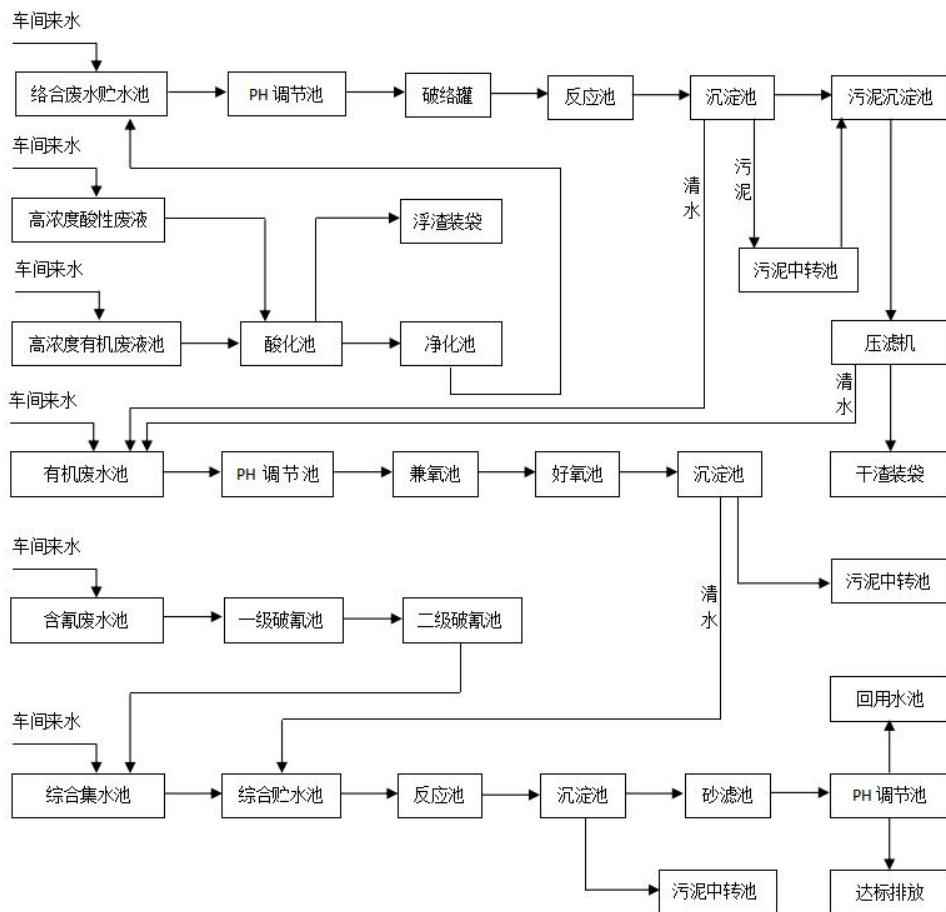 车间来水
络合废水贮水池
PH 调节池
破络罐
反应池
沉淀池
污泥沉淀池
车间来水
清水
污泥
高浓度酸性废液
浮渣装袋
污泥中转池
车间来水
高浓度有机废液池
酸化池
净化池
压滤机
清水
车间来水
有机废水池
PH 调节池
兼氧池
好氧池
沉淀池
干渣装袋
车间来水
清水
污泥中转池
含氰废水池
一级破氰池
二级破氰池
回用水池
车间来水
综合集水池
综合贮水池
反应池
沉淀池
砂滤池
PH 调节池
污泥中转池
达标排放